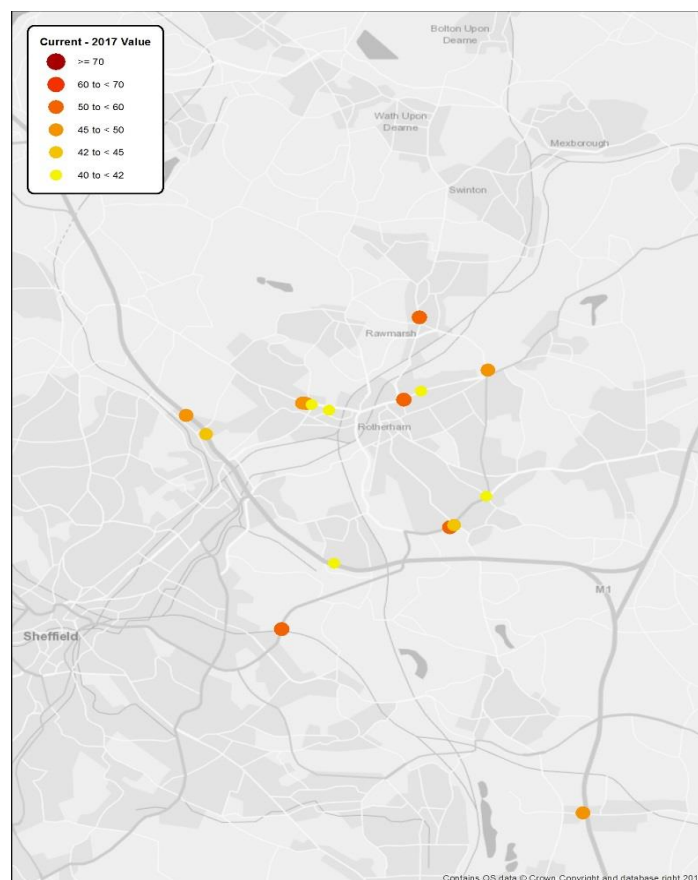 Current - 2017 Value
>= 70
60 to < 70
50 to < 60
45 to < 50
42 to < 45
40 to < 42
Bolton Upon
Dearne
Wath Upon
Dearne
Mexborough
Swinton
Rawmarsh
Rotherham
M1
Sheffield
Contains OS data © Crown Copyright and database right 201